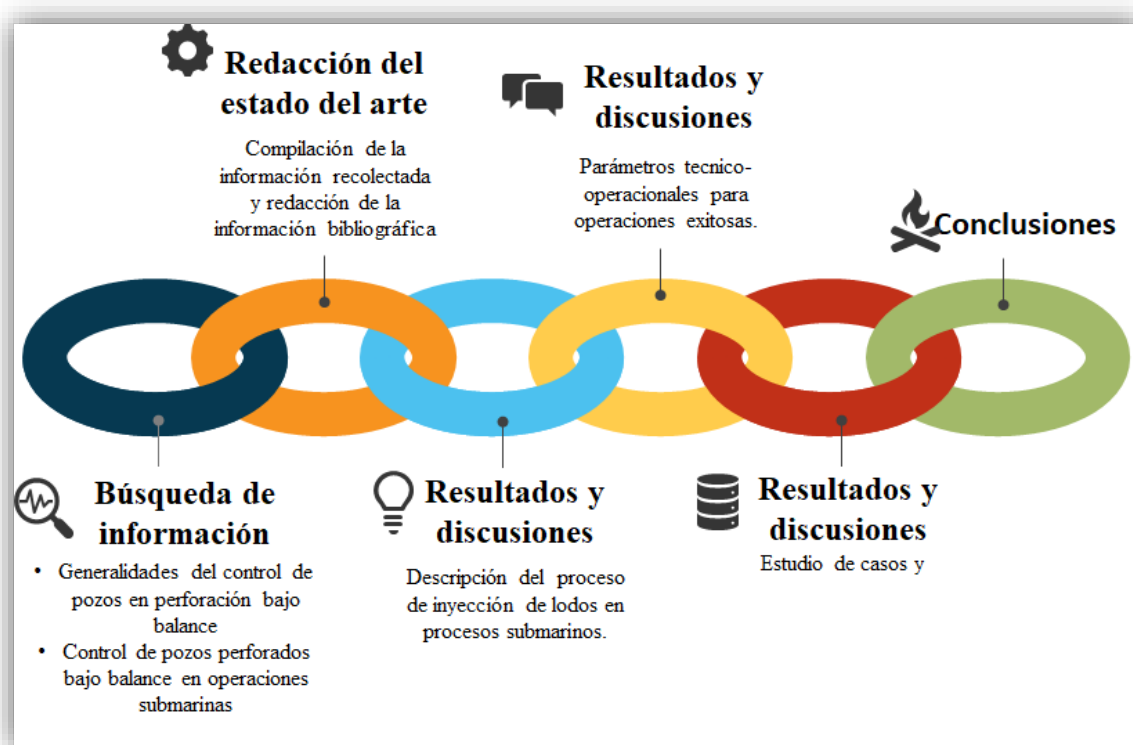 Redacción del
estado del arte
Compilación de la
información recolectada
y redacción de la
información bibliográfica
Resultados y
discusiones
Parámetros tecnico-
operacionales para
operaciones exitosas.
Conclusiones
Búsqueda de
información
• Generalidades del control de
pozos en perforación bajo
balance
• Control de pozos perforados
bajo balance en operaciones
submarinas
Resultados y
discusiones
Descripción del proceso
de inyección de lodos en
procesos submarinos.
Resultados y
discusiones
Estudio de casos y